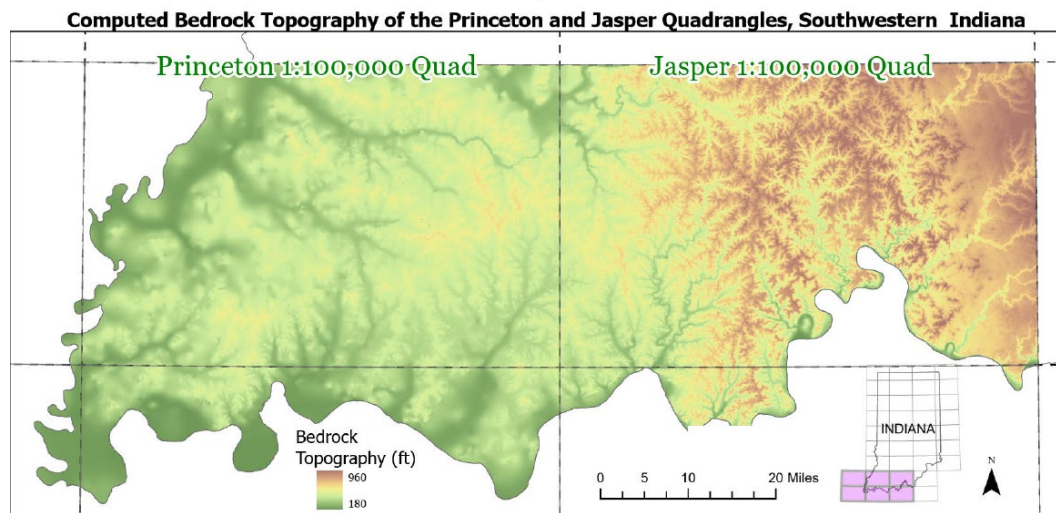 Computed Bedrock Topography of the Princeton and Jasper Quadrangles, Southwestern Indiana
Princeton 1:100,000 Quad
Jasper 1:100,000 Quad
Bedrock
Topography (ft)
960
180
0 5 10 20 Miles
INDIANA
N